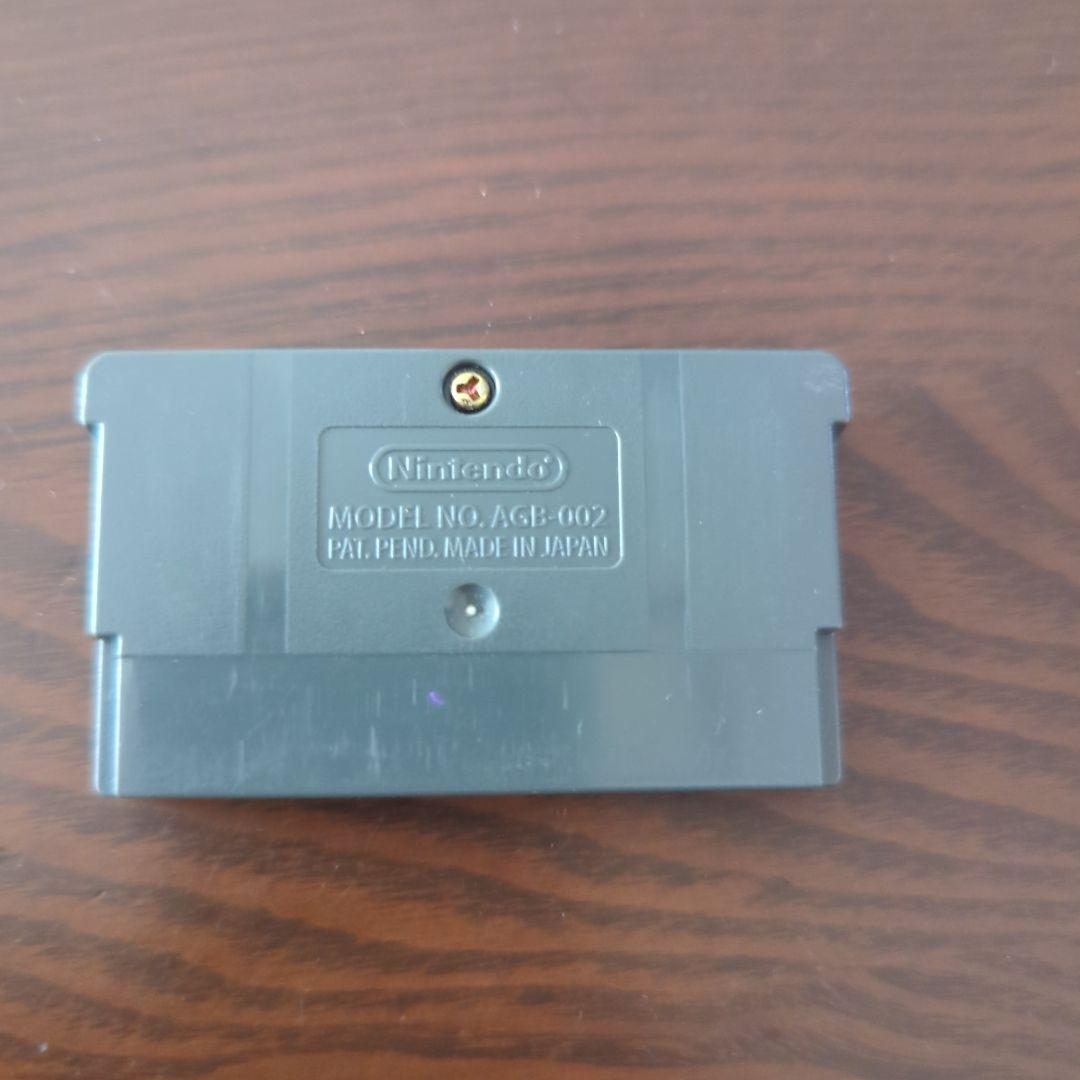 Nintendo
MODEL NO. AGB-002
PAT. PEND. MADE IN JAPAN